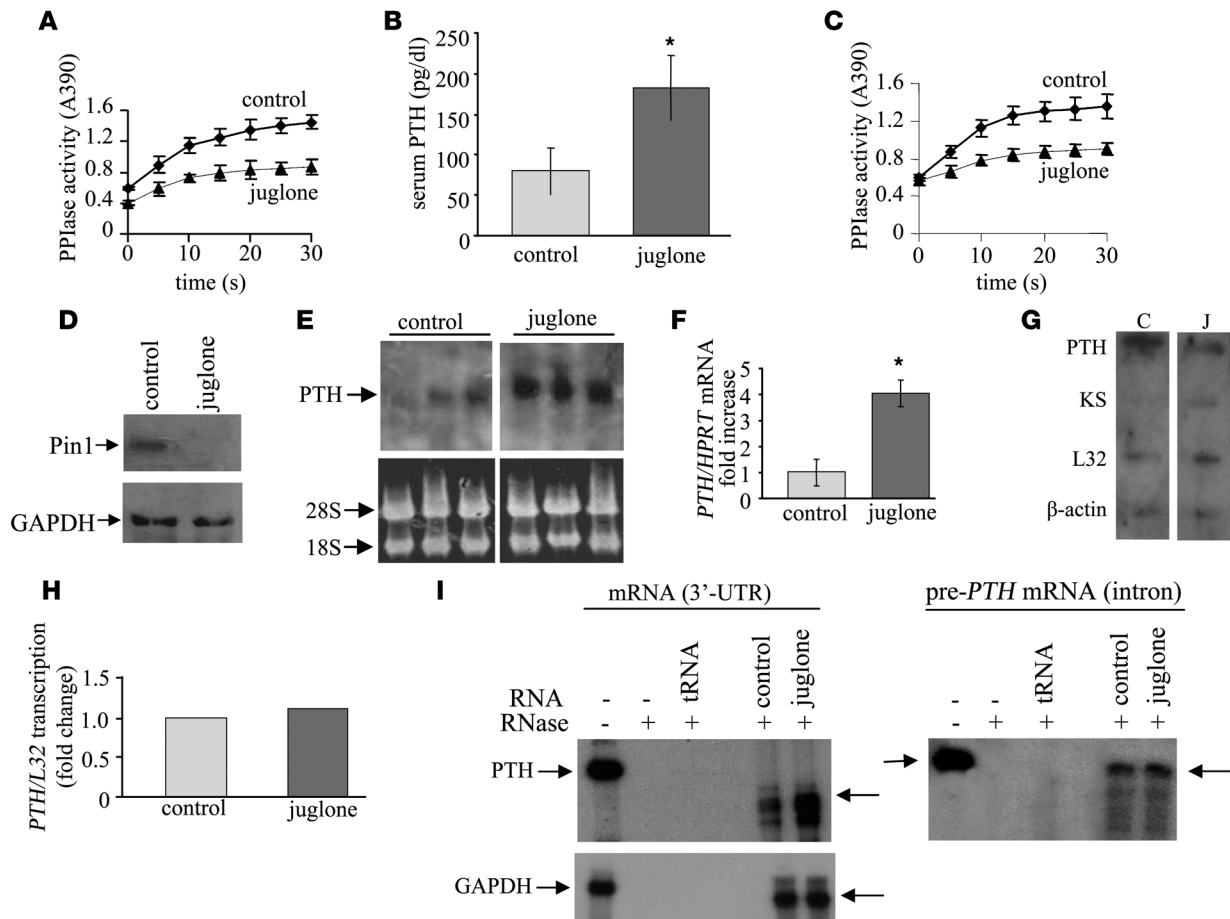 A
PPIase activity (A390)
1.6
1.2
0.8
0.4
0
control
juglone
0 10 20 30
time (s)
B
serum PTH (pg/dl)
250
200
150
100
50
0
*
control juglone
C
PPIase activity (A390)
1.6
1.2
0.8
0.4
0
control
juglone
0 10 20 30
time (s)
D
control
juglone
Pin1
GAPDH
E
control juglone
PTH
28S
18S
F
PTH/HPRT mRNA
fold increase
5
4
3
2
1
0
*
control juglone
G
C J
PTH
KS
L32
β-actin
H
PTH/L32 transcription
(fold change)
1.5
1.0
0.5
0
control juglone
I
mRNA (3’-UTR)
RNA - - tRNA control juglone
RNase - + + + +
PTH
GAPDH
pre-PTH mRNA (intron)
- - tRNA control juglone
- + + + +